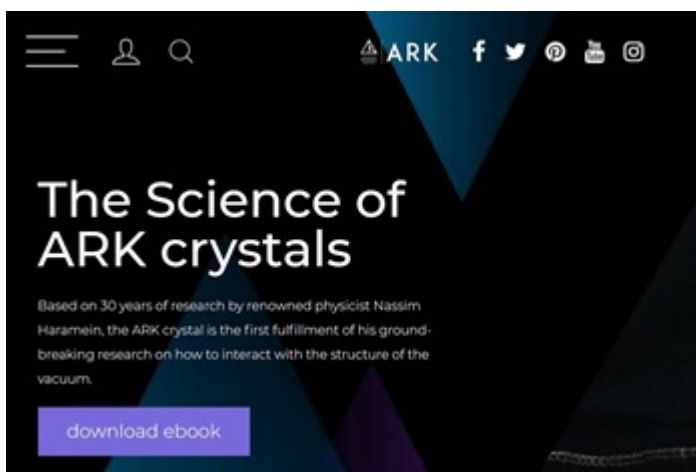 ARK
The Science of
ARK crystals
Based on 30 years of research by renowned physicist Nassim
Haramein, the ARK crystal is the first fulfillment of his ground-
breaking research on how to interact with the structure of the
vacuum.
download ebook